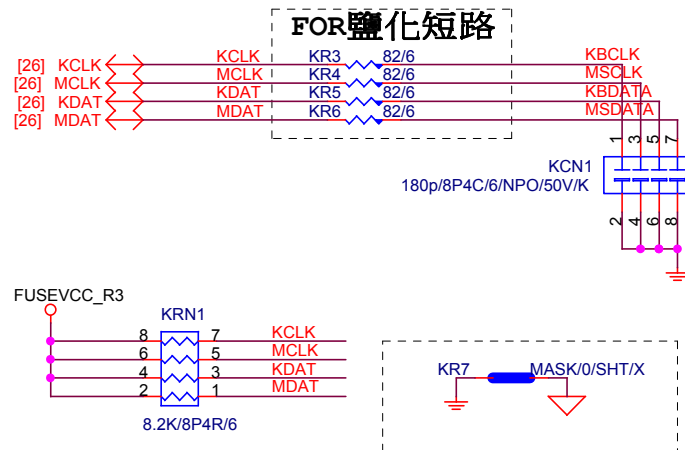 FOR鹽化短路
[26] KCLK KCLK KR3 82/6 KBCLK
[26] MCLK MCLK KR4 82/6 MSCLK
[26] KDAT KDAT KR5 82/6 KBDATA
[26] MDAT MDAT KR6 82/6 MSDATA
1 3 5 7
KCN1
180p/8P4C/6/NPO/50V/K
2 4 6 8
FUSEVCC_R3
KRN1
8 7 KCLK
6 5 MCLK
4 3 KDAT
2 1 MDAT
8.2K/8P4R/6
KR7 MASK/0/SHT/X